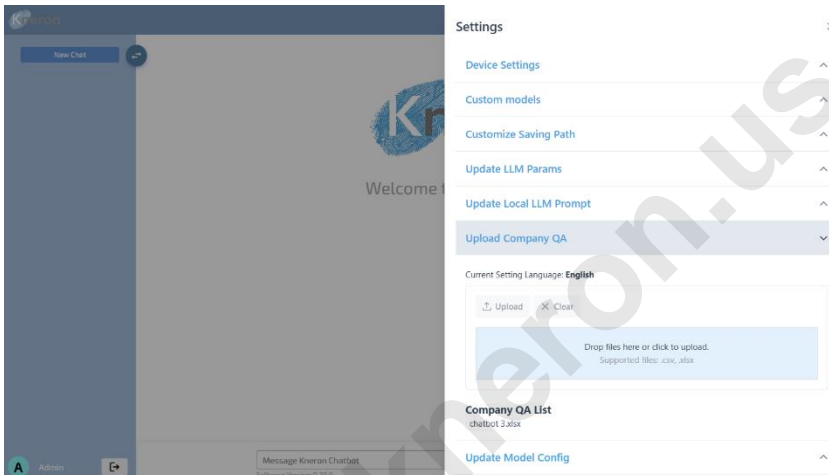 Kneron
New Chat
Welcome t
Message Kneron Chatbot
A Admin
Settings
Device Settings
Custom models
Customize Saving Path
Update LLM Params
Update Local LLM Prompt
Upload Company QA
Current Setting Language: English
Upload Clear
Drop files here or click to upload.
Supported files: .csv, .xlsx
Company QA List
chatbot 3.xlsx
Update Model Config
kneron.us